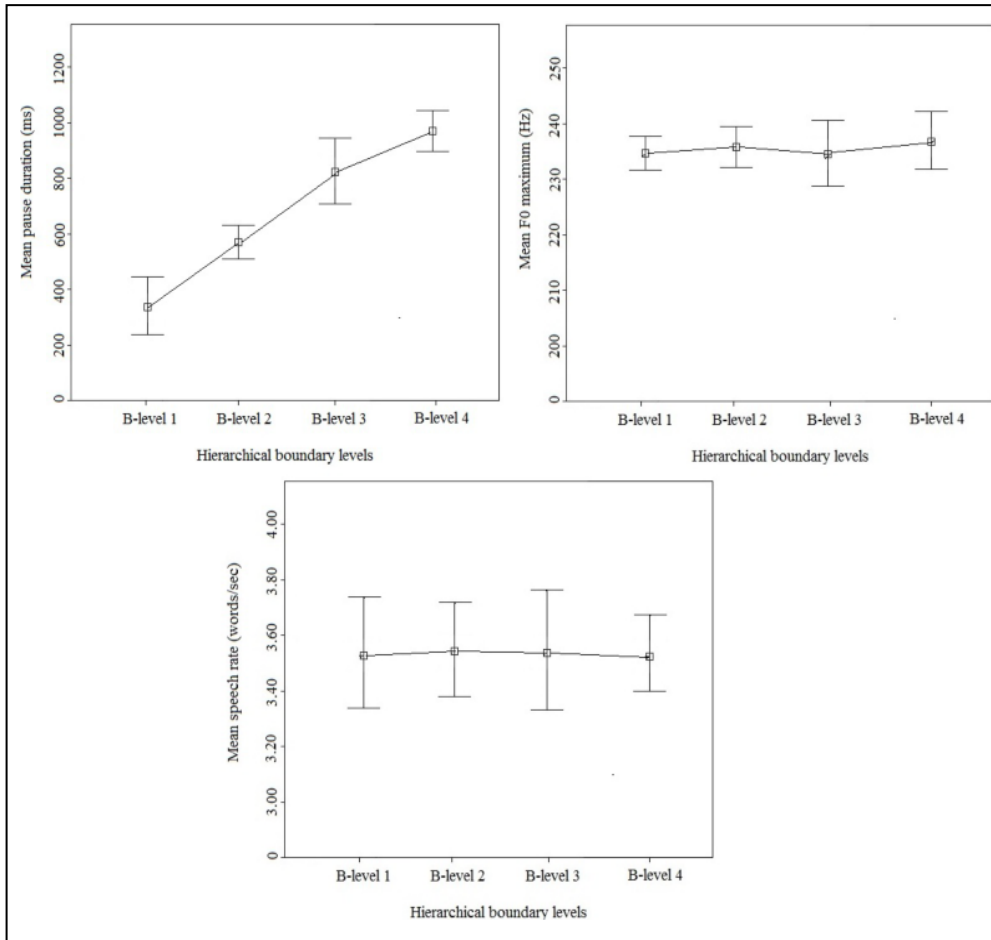 Mean pause duration (ms)
1200
1000
800
600
400
200
0
B-level 1 B-level 2 B-level 3 B-level 4
Hierarchical boundary levels
Mean F0 maximum (Hz)
250
240
230
220
210
200
0
B-level 1 B-level 2 B-level 3 B-level 4
Hierarchical boundary levels
Mean speech rate (words/sec)
4.00
3.80
3.60
3.40
3.20
3.00
0
B-level 1 B-level 2 B-level 3 B-level 4
Hierarchical boundary levels